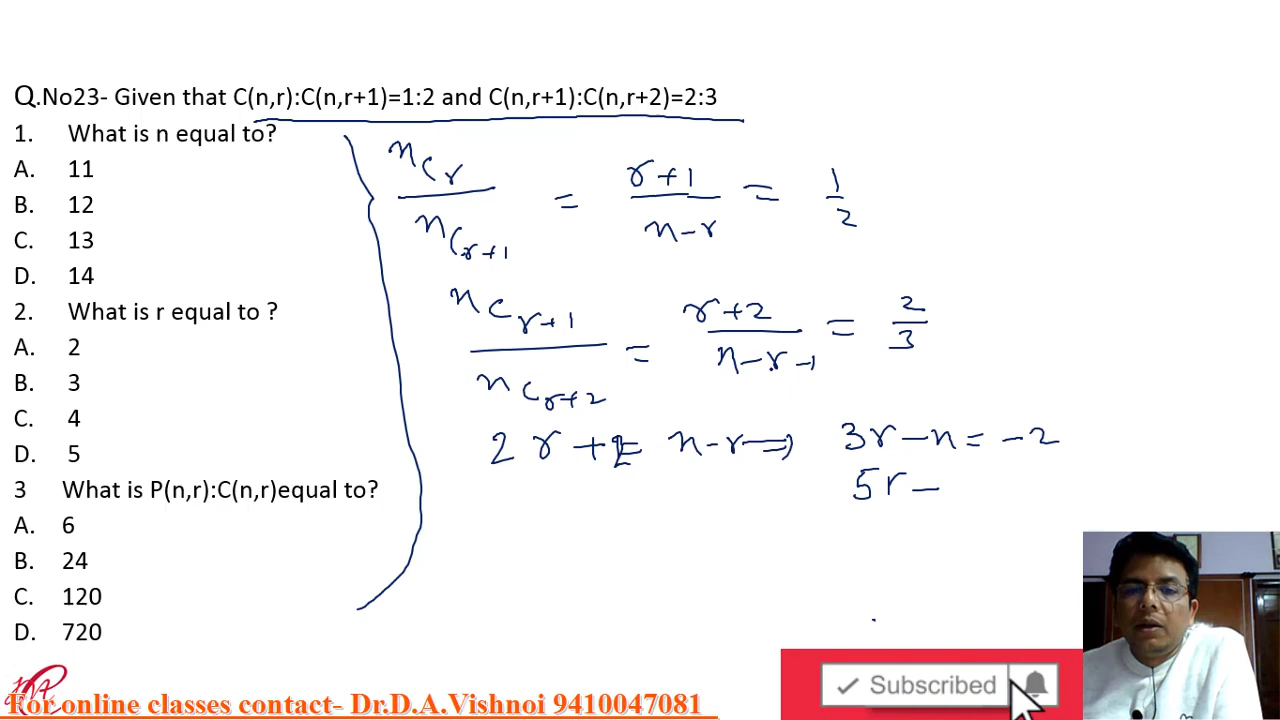 Q.No23- Given that C(n,r):C(n,r+1)=1:2 and C(n,r+1):C(n,r+2)=2:3
1. What is n equal to?
A. 11
B. 12
C. 13
D. 14
2. What is r equal to ?
A. 2
B. 3
C. 4
D. 5
3 What is P(n,r):C(n,r)equal to?
A. 6
B. 24
C. 120
D. 720
nCr / nCr+1 = r+1 / n-r = 1/2
nCr+1 / nCr+2 = r+2 / n-r-1 = 2/3
2r+2= n-r ⇒ 3r-n=-2
5r-
Subscribed
For online classes contact- Dr.D.A.Vishnoi 9410047081